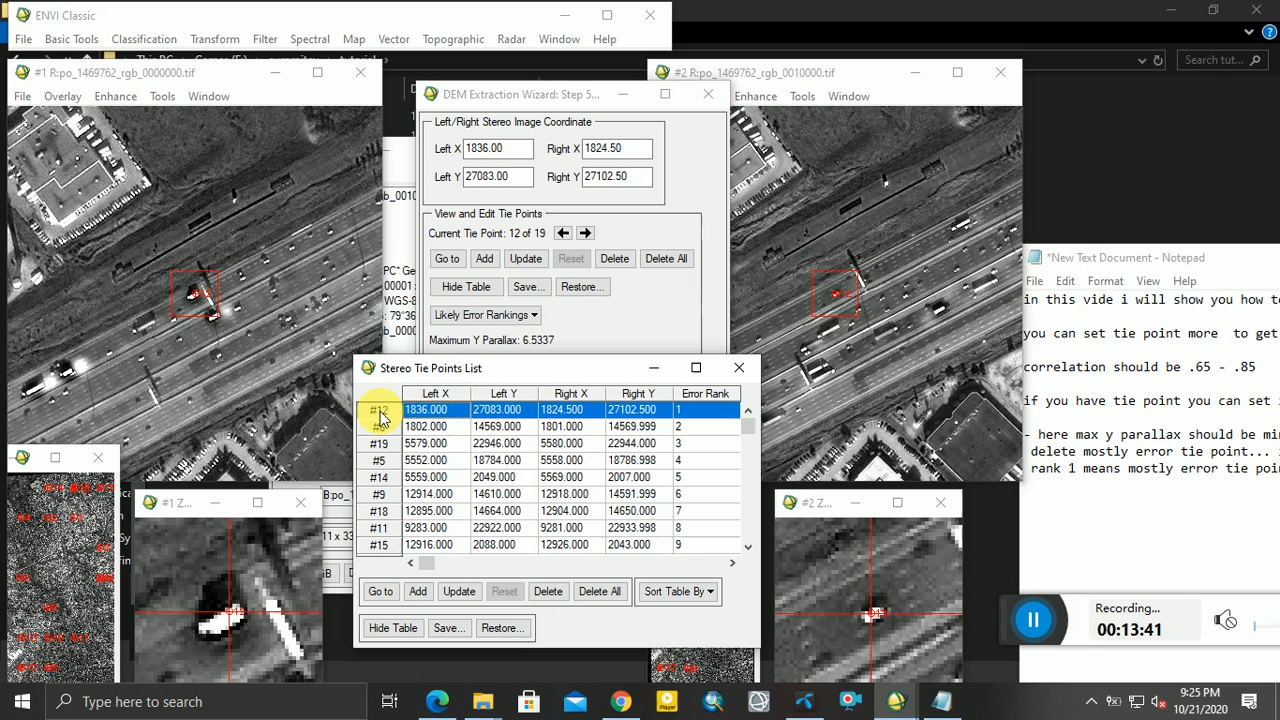 ENVI Classic
File Basic Tools Classification Transform Filter Spectral Map Vector Topographic Radar Window Help
#1 R:po_1469762_rgb_0000000.tif
File Overlay Enhance Tools Window
#2 R:po_1469762_rgb_0010000.tif
Enhance Tools Window
Search tut...
DEM Extraction Wizard: Step 5...
Left/Right Stereo Image Coordinate
Left X 1836.00 Right X 1824.50
Left Y 27083.00 Right Y 27102.50
View and Edit Tie Points
Current Tie Point: 12 of 19
Go to Add Update Reset Delete Delete All
Hide Table Save... Restore...
Likely Error Rankings
Maximum Y Parallax: 6.5337
*New Text Document - Notepad
File Edit Format View Help
in this vide i will show you how to
you can set tie point more to get
correlation should be .65 - .85
if you have tie point you can set i
- here max y parallax should be min
delete mostly error tie point... i
rank 1 means mostly error tie poi
Stereo Tie Points List
Left X Left Y Right X Right Y Error Rank
#12 1836.000 27083.000 1824.500 27102.500 1
1802.000 14569.000 1801.000 14569.999 2
#19 5579.000 22946.000 5580.000 22944.000 3
#5 5552.000 18784.000 5558.000 18786.998 4
#14 5559.000 2049.000 5569.000 2007.000 5
#9 12914.000 14610.000 12918.000 14591.999 6
#18 12895.000 14664.000 12904.000 14650.000 7
#11 9283.000 22922.000 9281.000 22933.998 8
#15 12916.000 2088.000 12926.000 2043.000 9
Go to Add Update Reset Delete Delete All Sort Table By
Hide Table Save... Restore...
#1 Z...
#2 Z...
Recording...
00:13:41
Type here to search
9:25 PM
10/21/2020